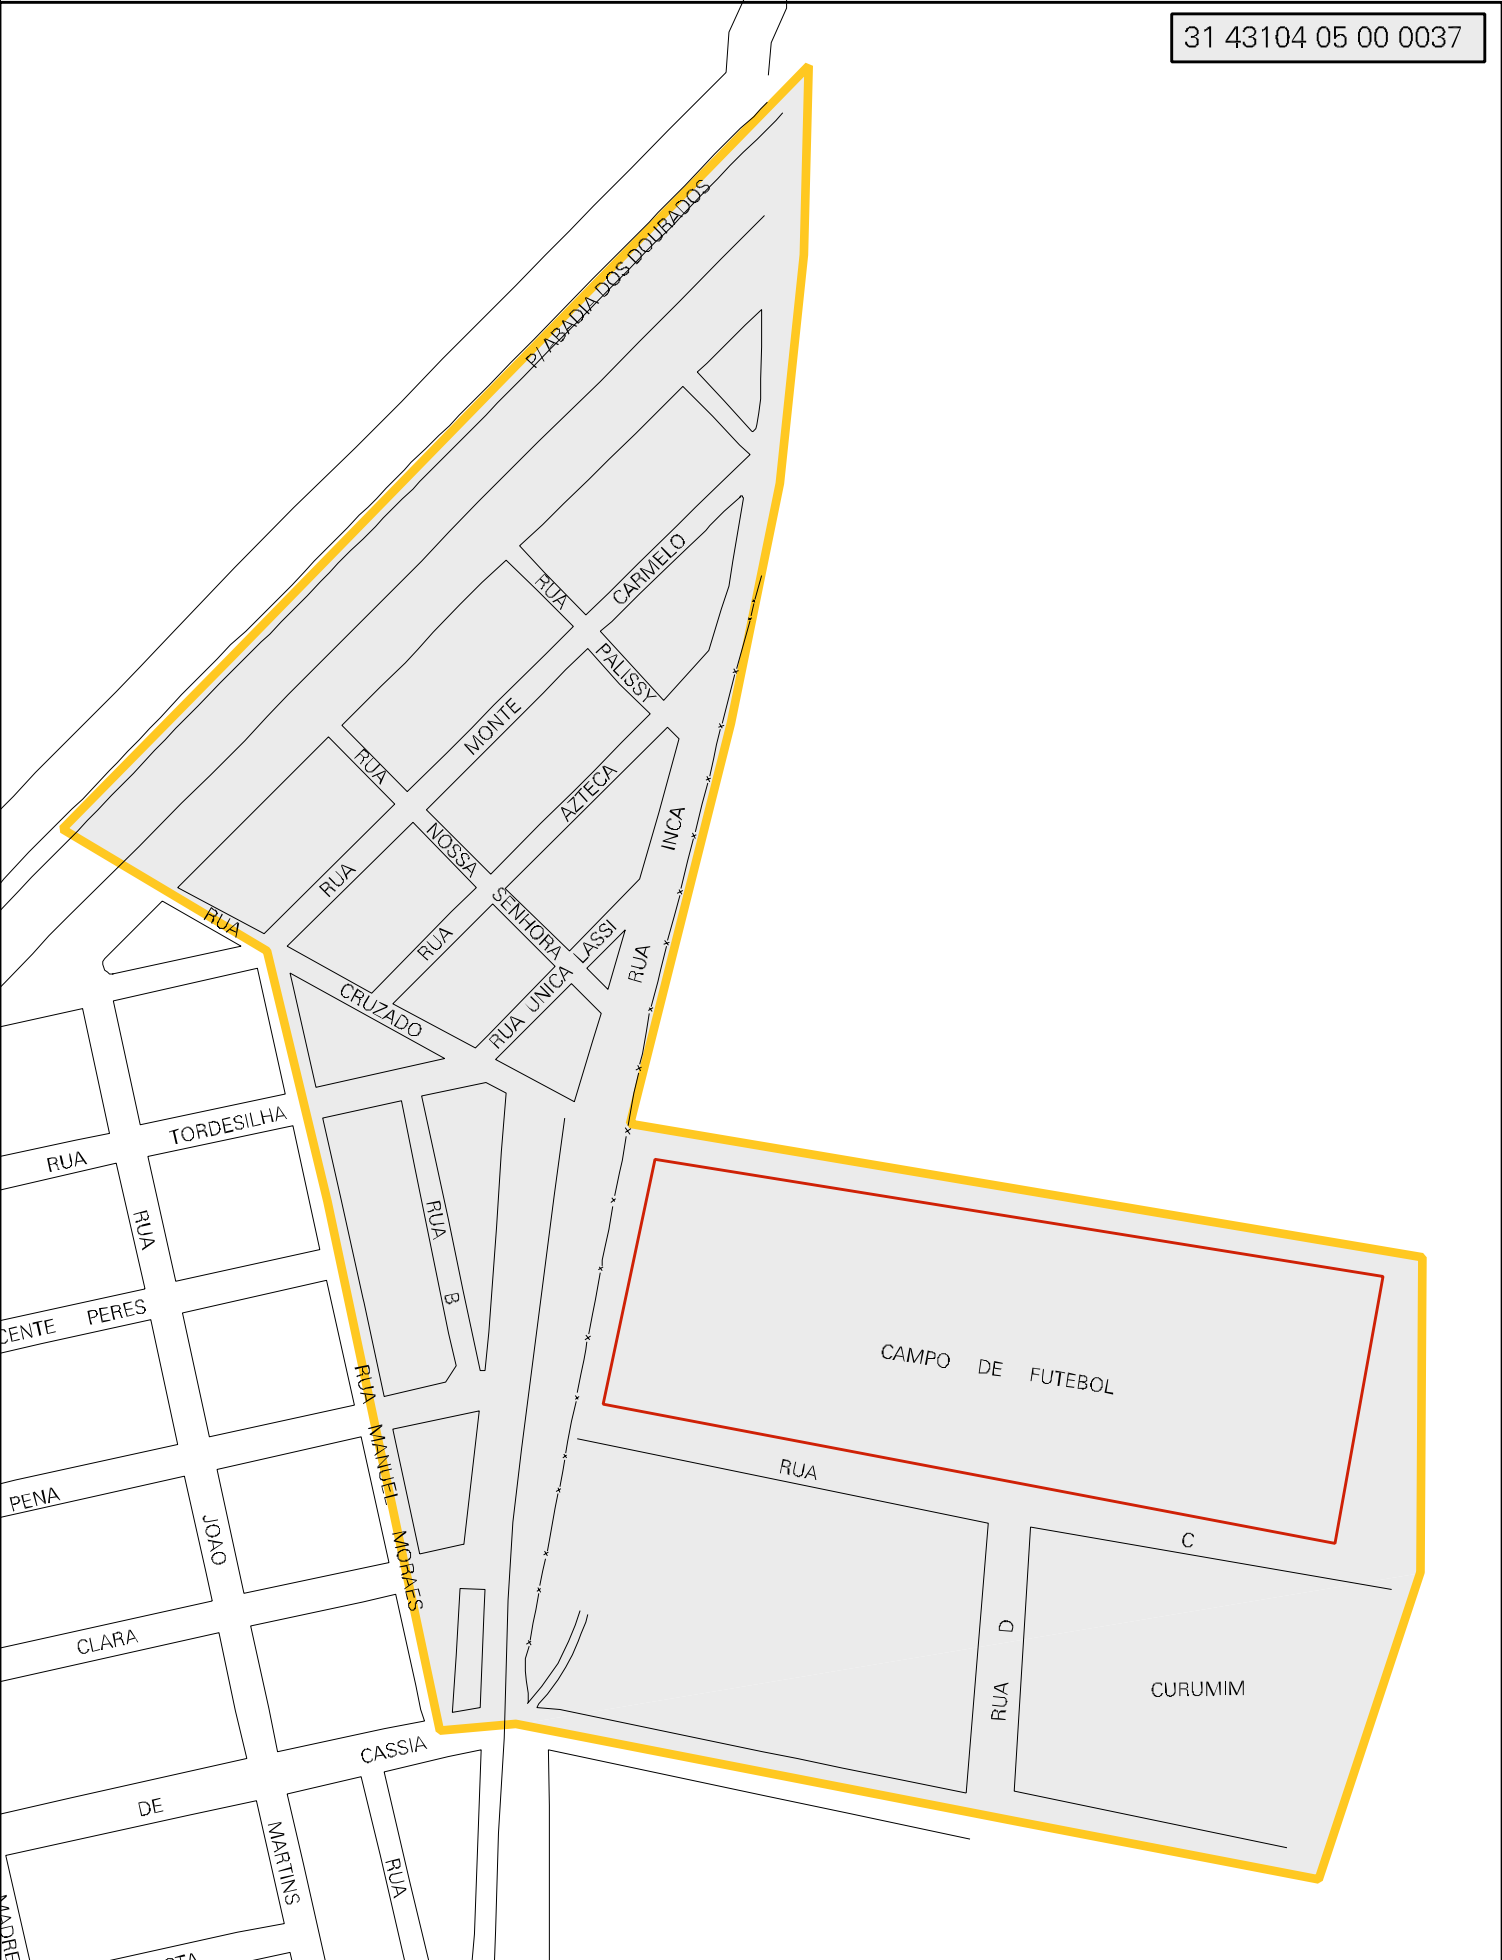 31 43104 05 00 0037
P/ ABADIA DOS DOURADOS
RUA PALISSY
RUA MONTE CARMELO
RUA AZTECA
RUA NOSSA SENHORA
RUA INCA
ASSI
RUA UNICA
RUA CRUZADO
RUA TORDESILHA
RUA B
RUA JOAO MARTINS
CENTE PERES
RUA MANUEL MORAES
CAMPO DE FUTEBOL
RUA C
RUA D
CURUMIM
PENA
CLARA
CASSIA
DE
RUA
MADRE